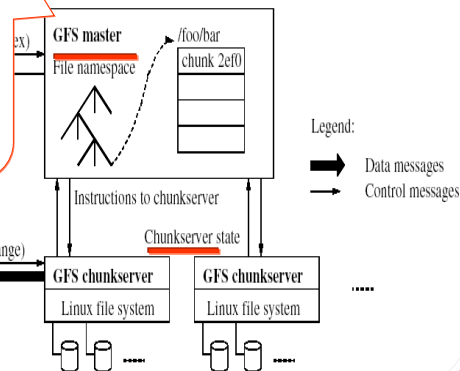 ex)
GFS master
/foo/bar
File namespace
chunk 2ef0
Legend:
Data messages
Control messages
Instructions to chunkserver
Chunkserver state
nge)
GFS chunkserver
GFS chunkserver
Linux file system
Linux file system